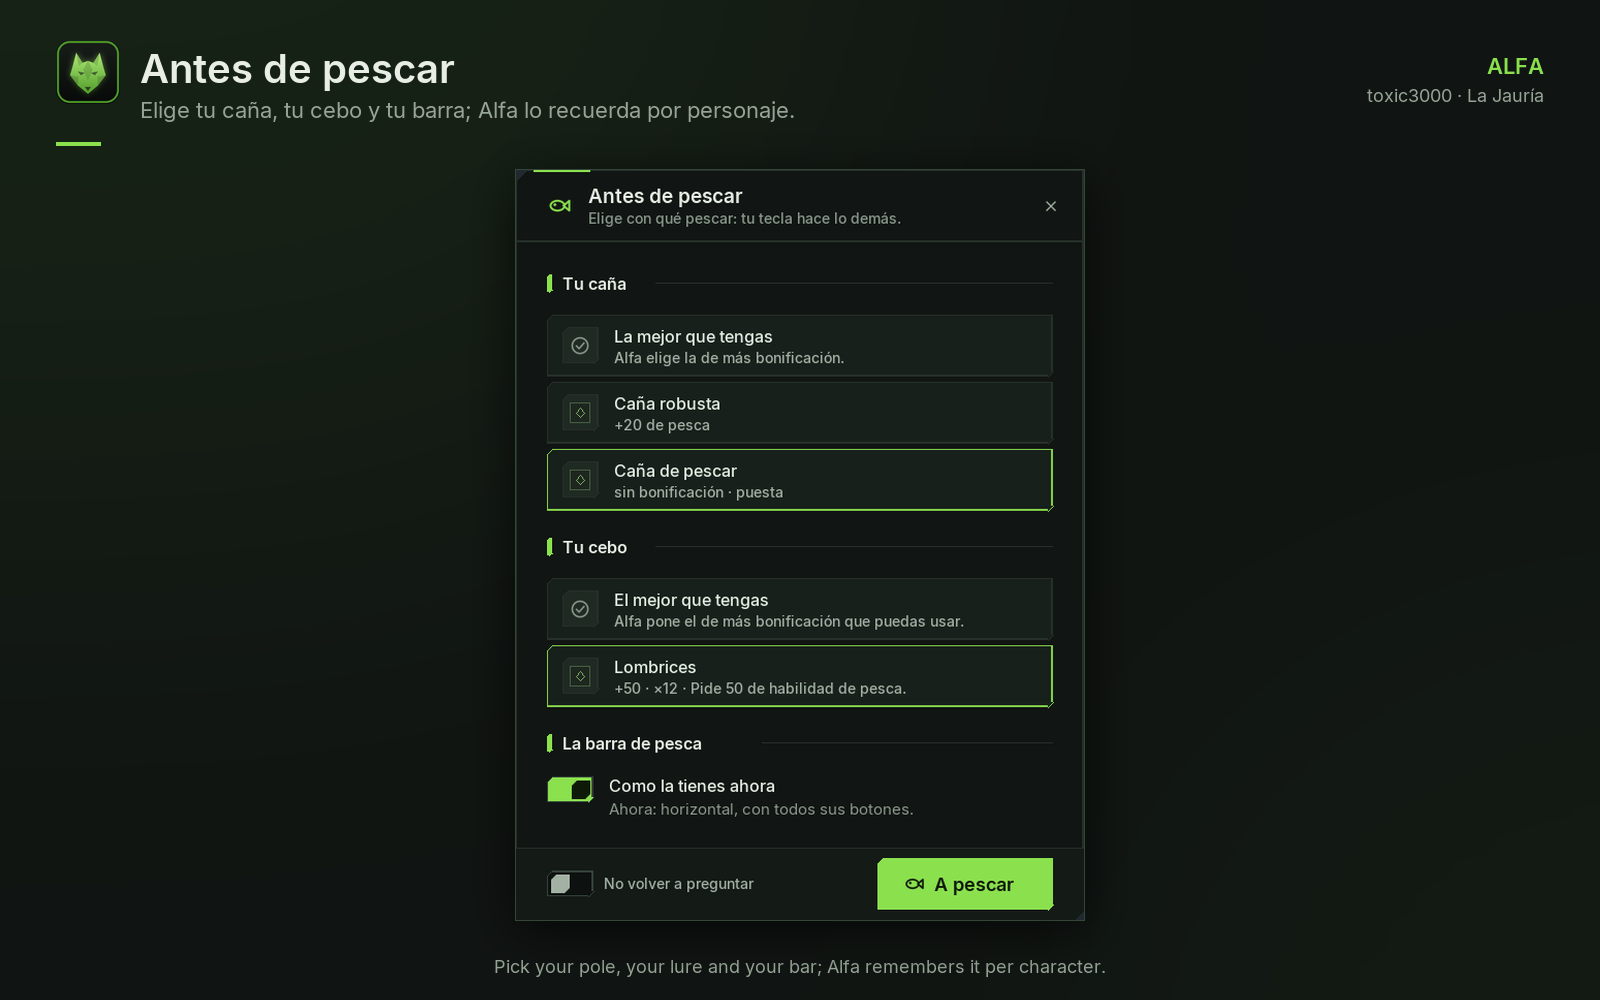 Antes de pescar
Elige tu caña, tu cebo y tu barra; Alfa lo recuerda por personaje.
ALFA
toxic3000 · La Jauría
Antes de pescar
Elige con qué pescar: tu tecla hace lo demás.
Tu caña
La mejor que tengas
Alfa elige la de más bonificación.
Caña robusta
+20 de pesca
Caña de pescar
sin bonificación · puesta
Tu cebo
El mejor que tengas
Alfa pone el de más bonificación que puedas usar.
Lombrices
+50 · ×12 · Pide 50 de habilidad de pesca.
La barra de pesca
Como la tienes ahora
Ahora: horizontal, con todos sus botones.
No volver a preguntar
A pescar
Pick your pole, your lure and your bar; Alfa remembers it per character.